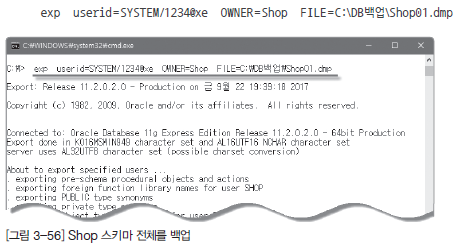 exp userid=SYSTEM/1234@xe OWNER=Shop FILE=C:\DB백업\Shop01.dmp
C:\WINDOWS\system32\cmd.exe
C:\> exp userid=SYSTEM/1234@xe OWNER=Shop FILE=C:\DB백업\Shop01.dmp
Export: Release 11.2.0.2.0 - Production on 금 9월 22 19:39:18 2017
Copyright (c) 1982, 2009, Oracle and/or its affiliates. All rights reserved.
Connected to: Oracle Database 11g Express Edition Release 11.2.0.2.0 - 64bit Production
Export done in KO16MSWIN949 character set and AL16UTF16 NCHAR character set
server uses AL32UTF8 character set (possible charset conversion)
About to export specified users ...
. exporting pre-schema procedural objects and actions
. exporting foreign function library names for user SHOP
. exporting PUBLIC type synonyms
exporting private type
object type
[그림 3-56] Shop 스키마 전체를 백업